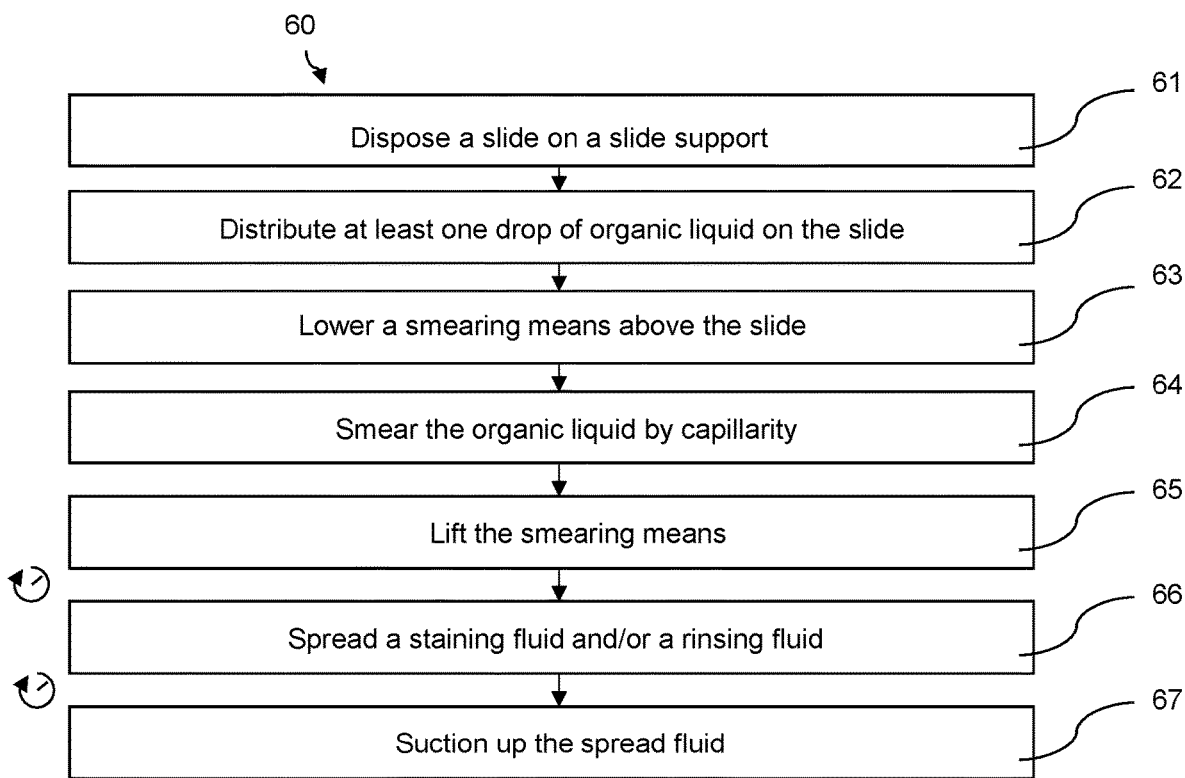 60
61
Dispose a slide on a slide support
62
Distribute at least one drop of organic liquid on the slide
63
Lower a smearing means above the slide
64
Smear the organic liquid by capillarity
65
Lift the smearing means
66
Spread a staining fluid and/or a rinsing fluid
67
Suction up the spread fluid